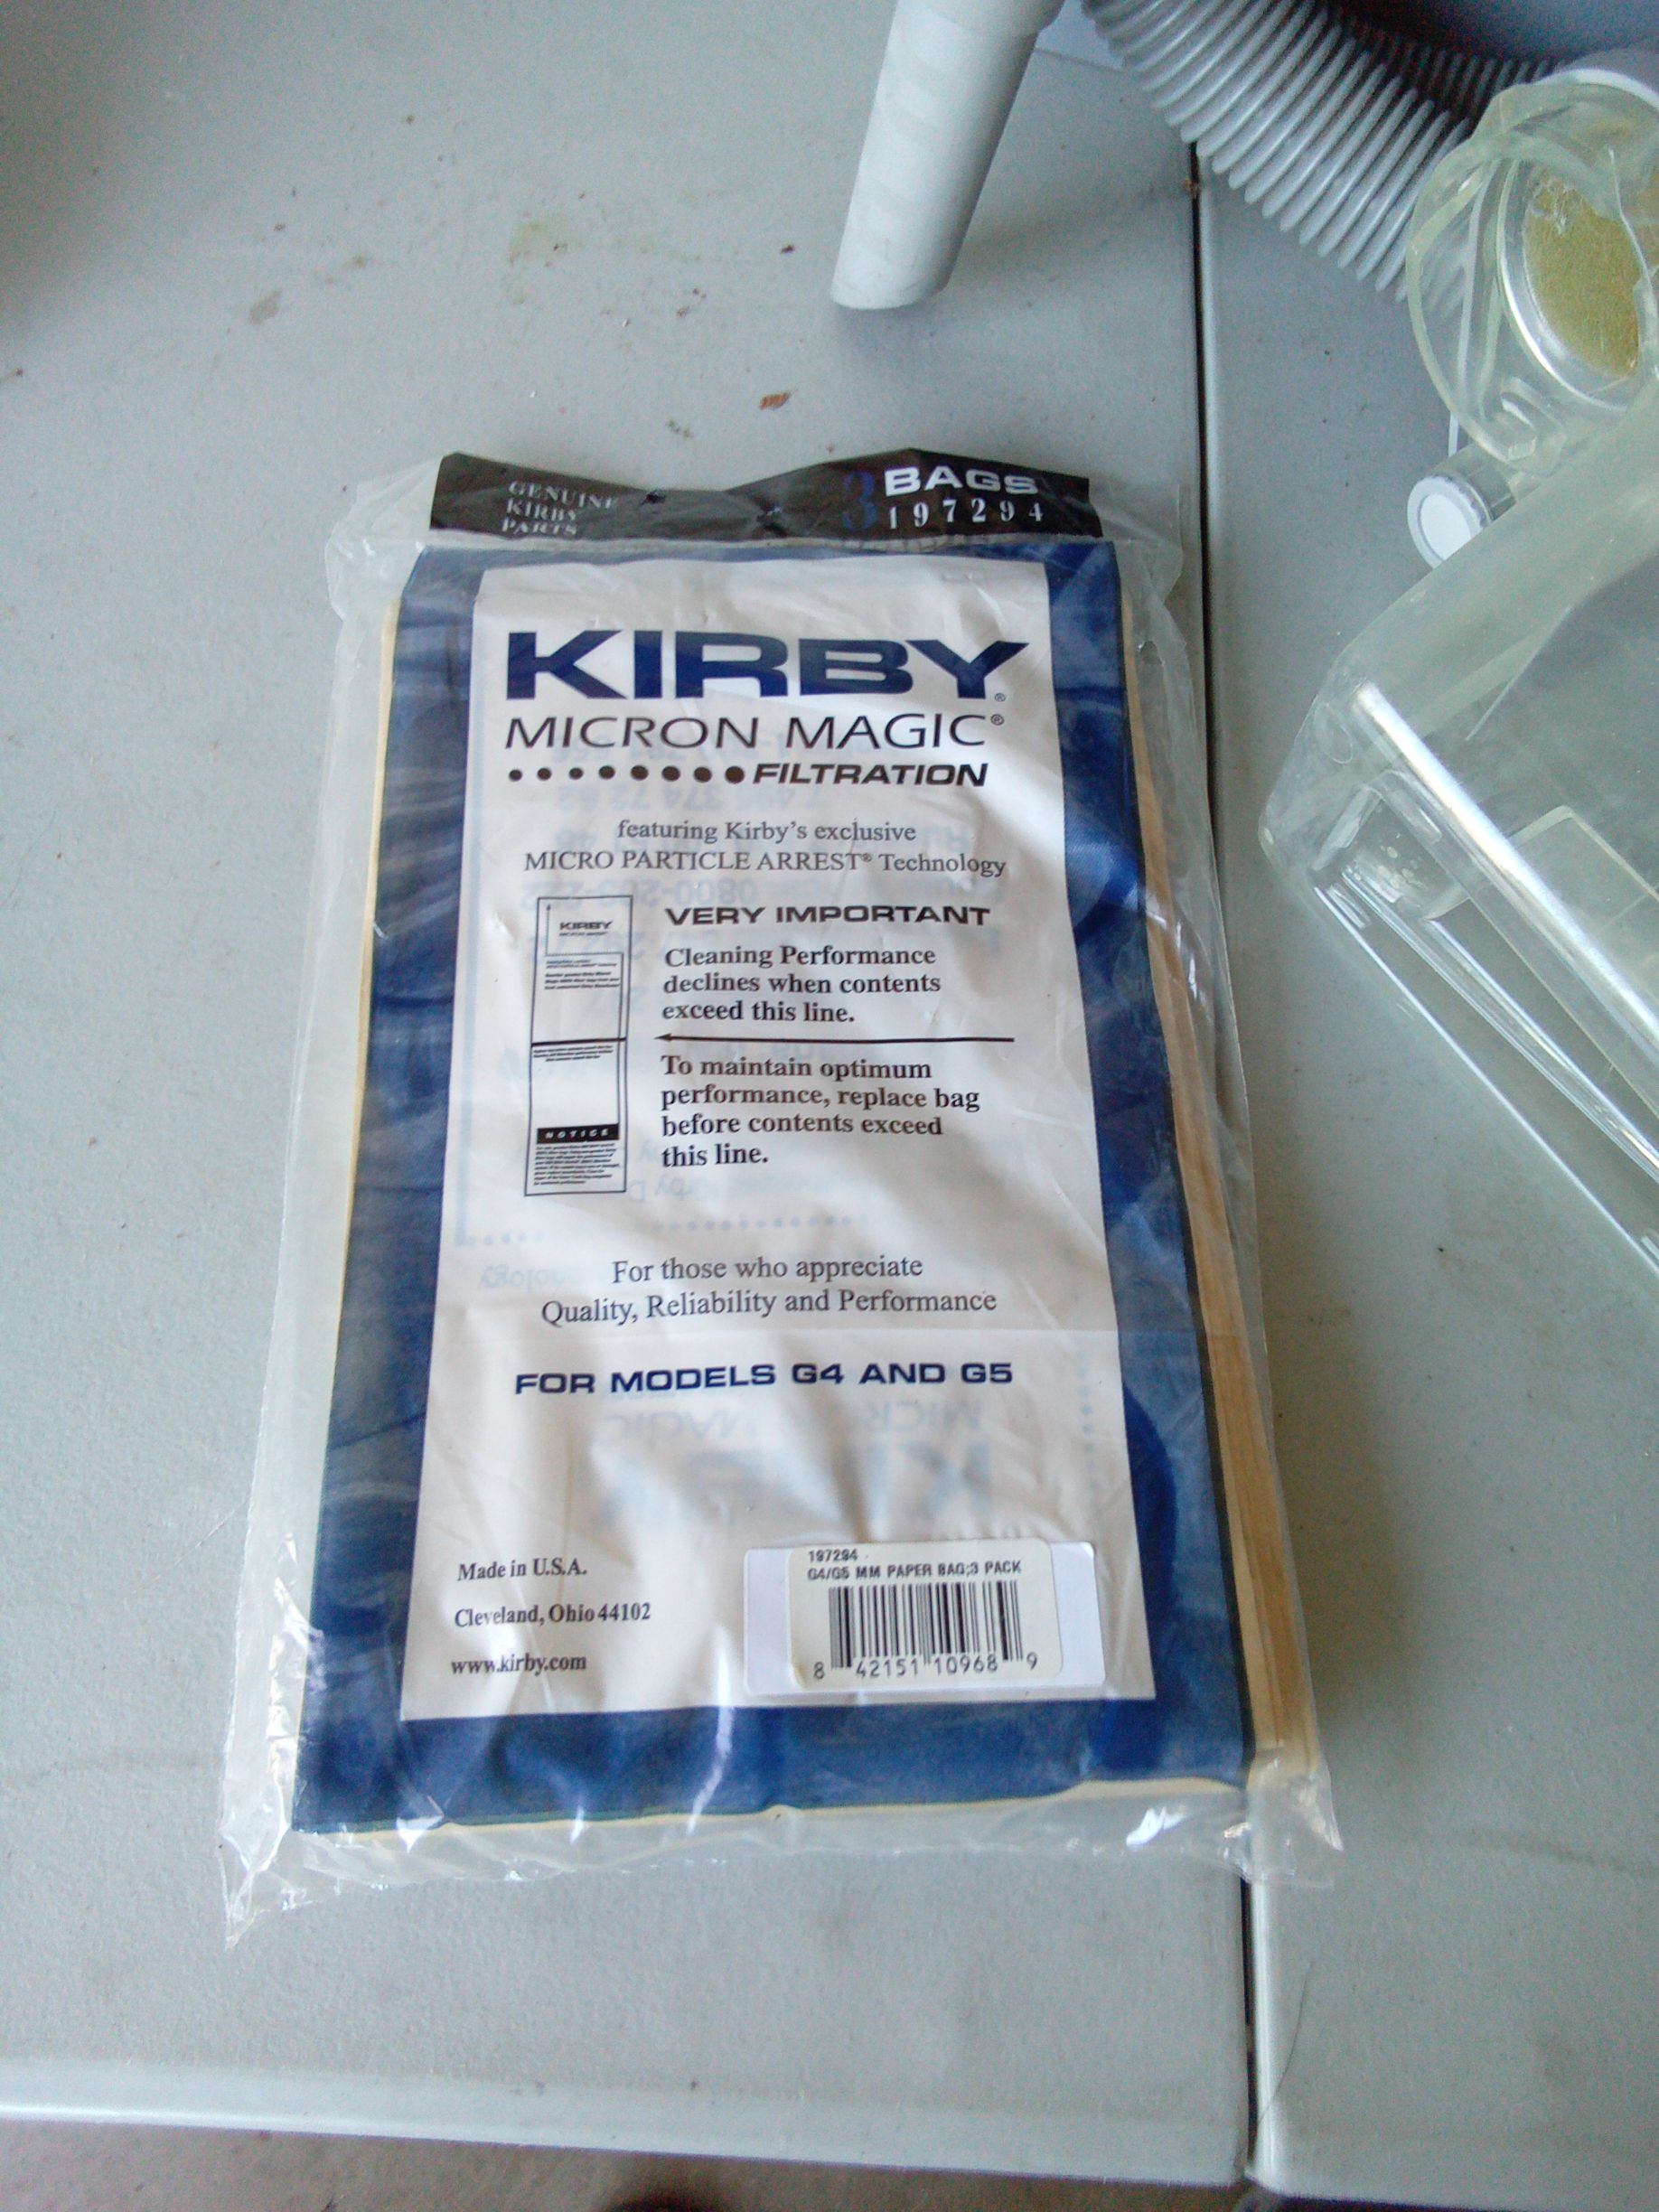 GENUINE
KIRBY
PARTS
3 BAGS
197294
KIRBY®
MICRON MAGIC®
FILTRATION
featuring Kirby's exclusive
MICRO PARTICLE ARREST® Technology
KIRBY
VERY IMPORTANT
Cleaning Performance
declines when contents
exceed this line.
To maintain optimum
performance, replace bag
before contents exceed
this line.
NOTICE
For those who appreciate
Quality, Reliability and Performance
FOR MODELS G4 AND G5
Made in U.S.A.
Cleveland, Ohio 44102
www.kirby.com
197294
G4/G5 MM PAPER BAG;3 PACK
8 42151 10968 9